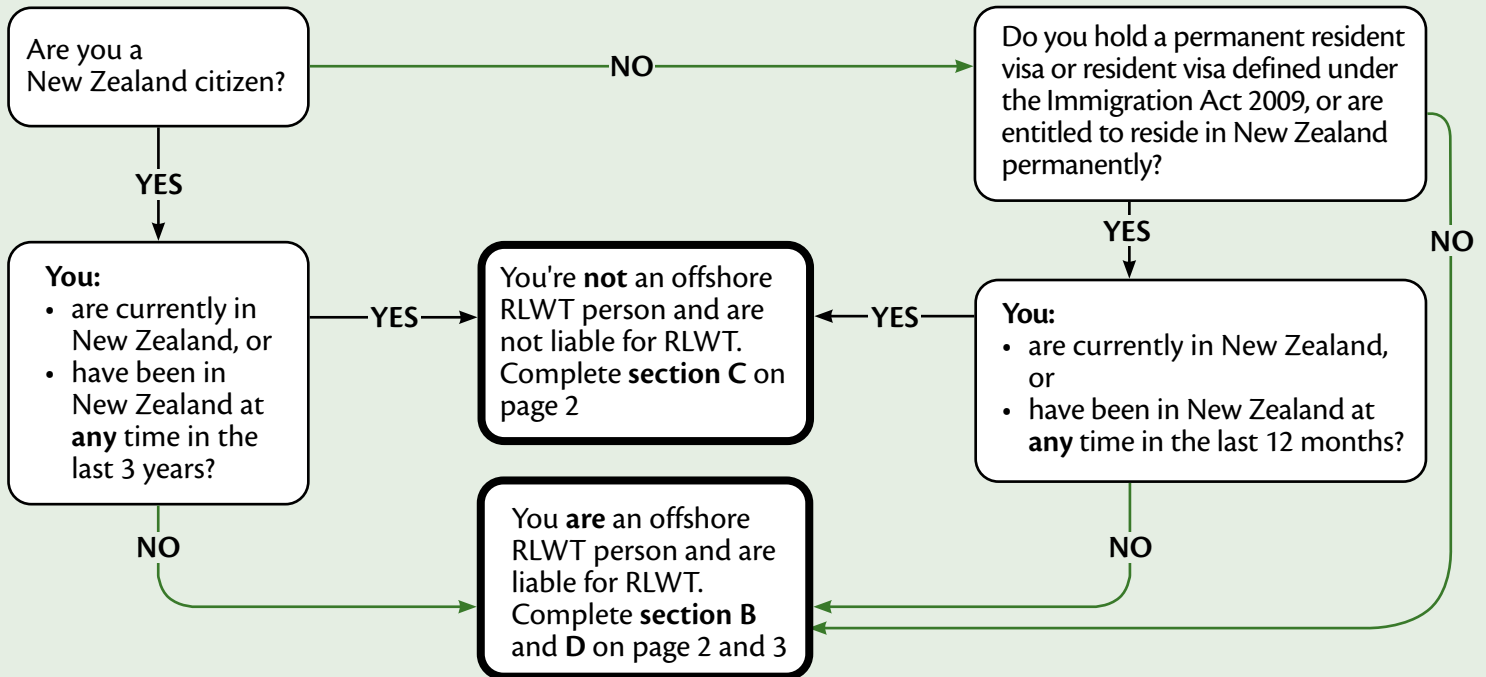 Are you a
New Zealand citizen?
NO
Do you hold a permanent resident
visa or resident visa defined under
the Immigration Act 2009, or are
entitled to reside in New Zealand
permanently?
YES
YES
NO
You:
• are currently in
New Zealand, or
• have been in
New Zealand at
any time in the
last 3 years?
YES
You're not an offshore
RLWT person and are
not liable for RLWT.
Complete section C on
page 2
YES
You:
• are currently in New Zealand,
or
• have been in New Zealand at
any time in the last 12 months?
NO
You are an offshore
RLWT person and are
liable for RLWT.
Complete section B
and D on page 2 and 3
NO